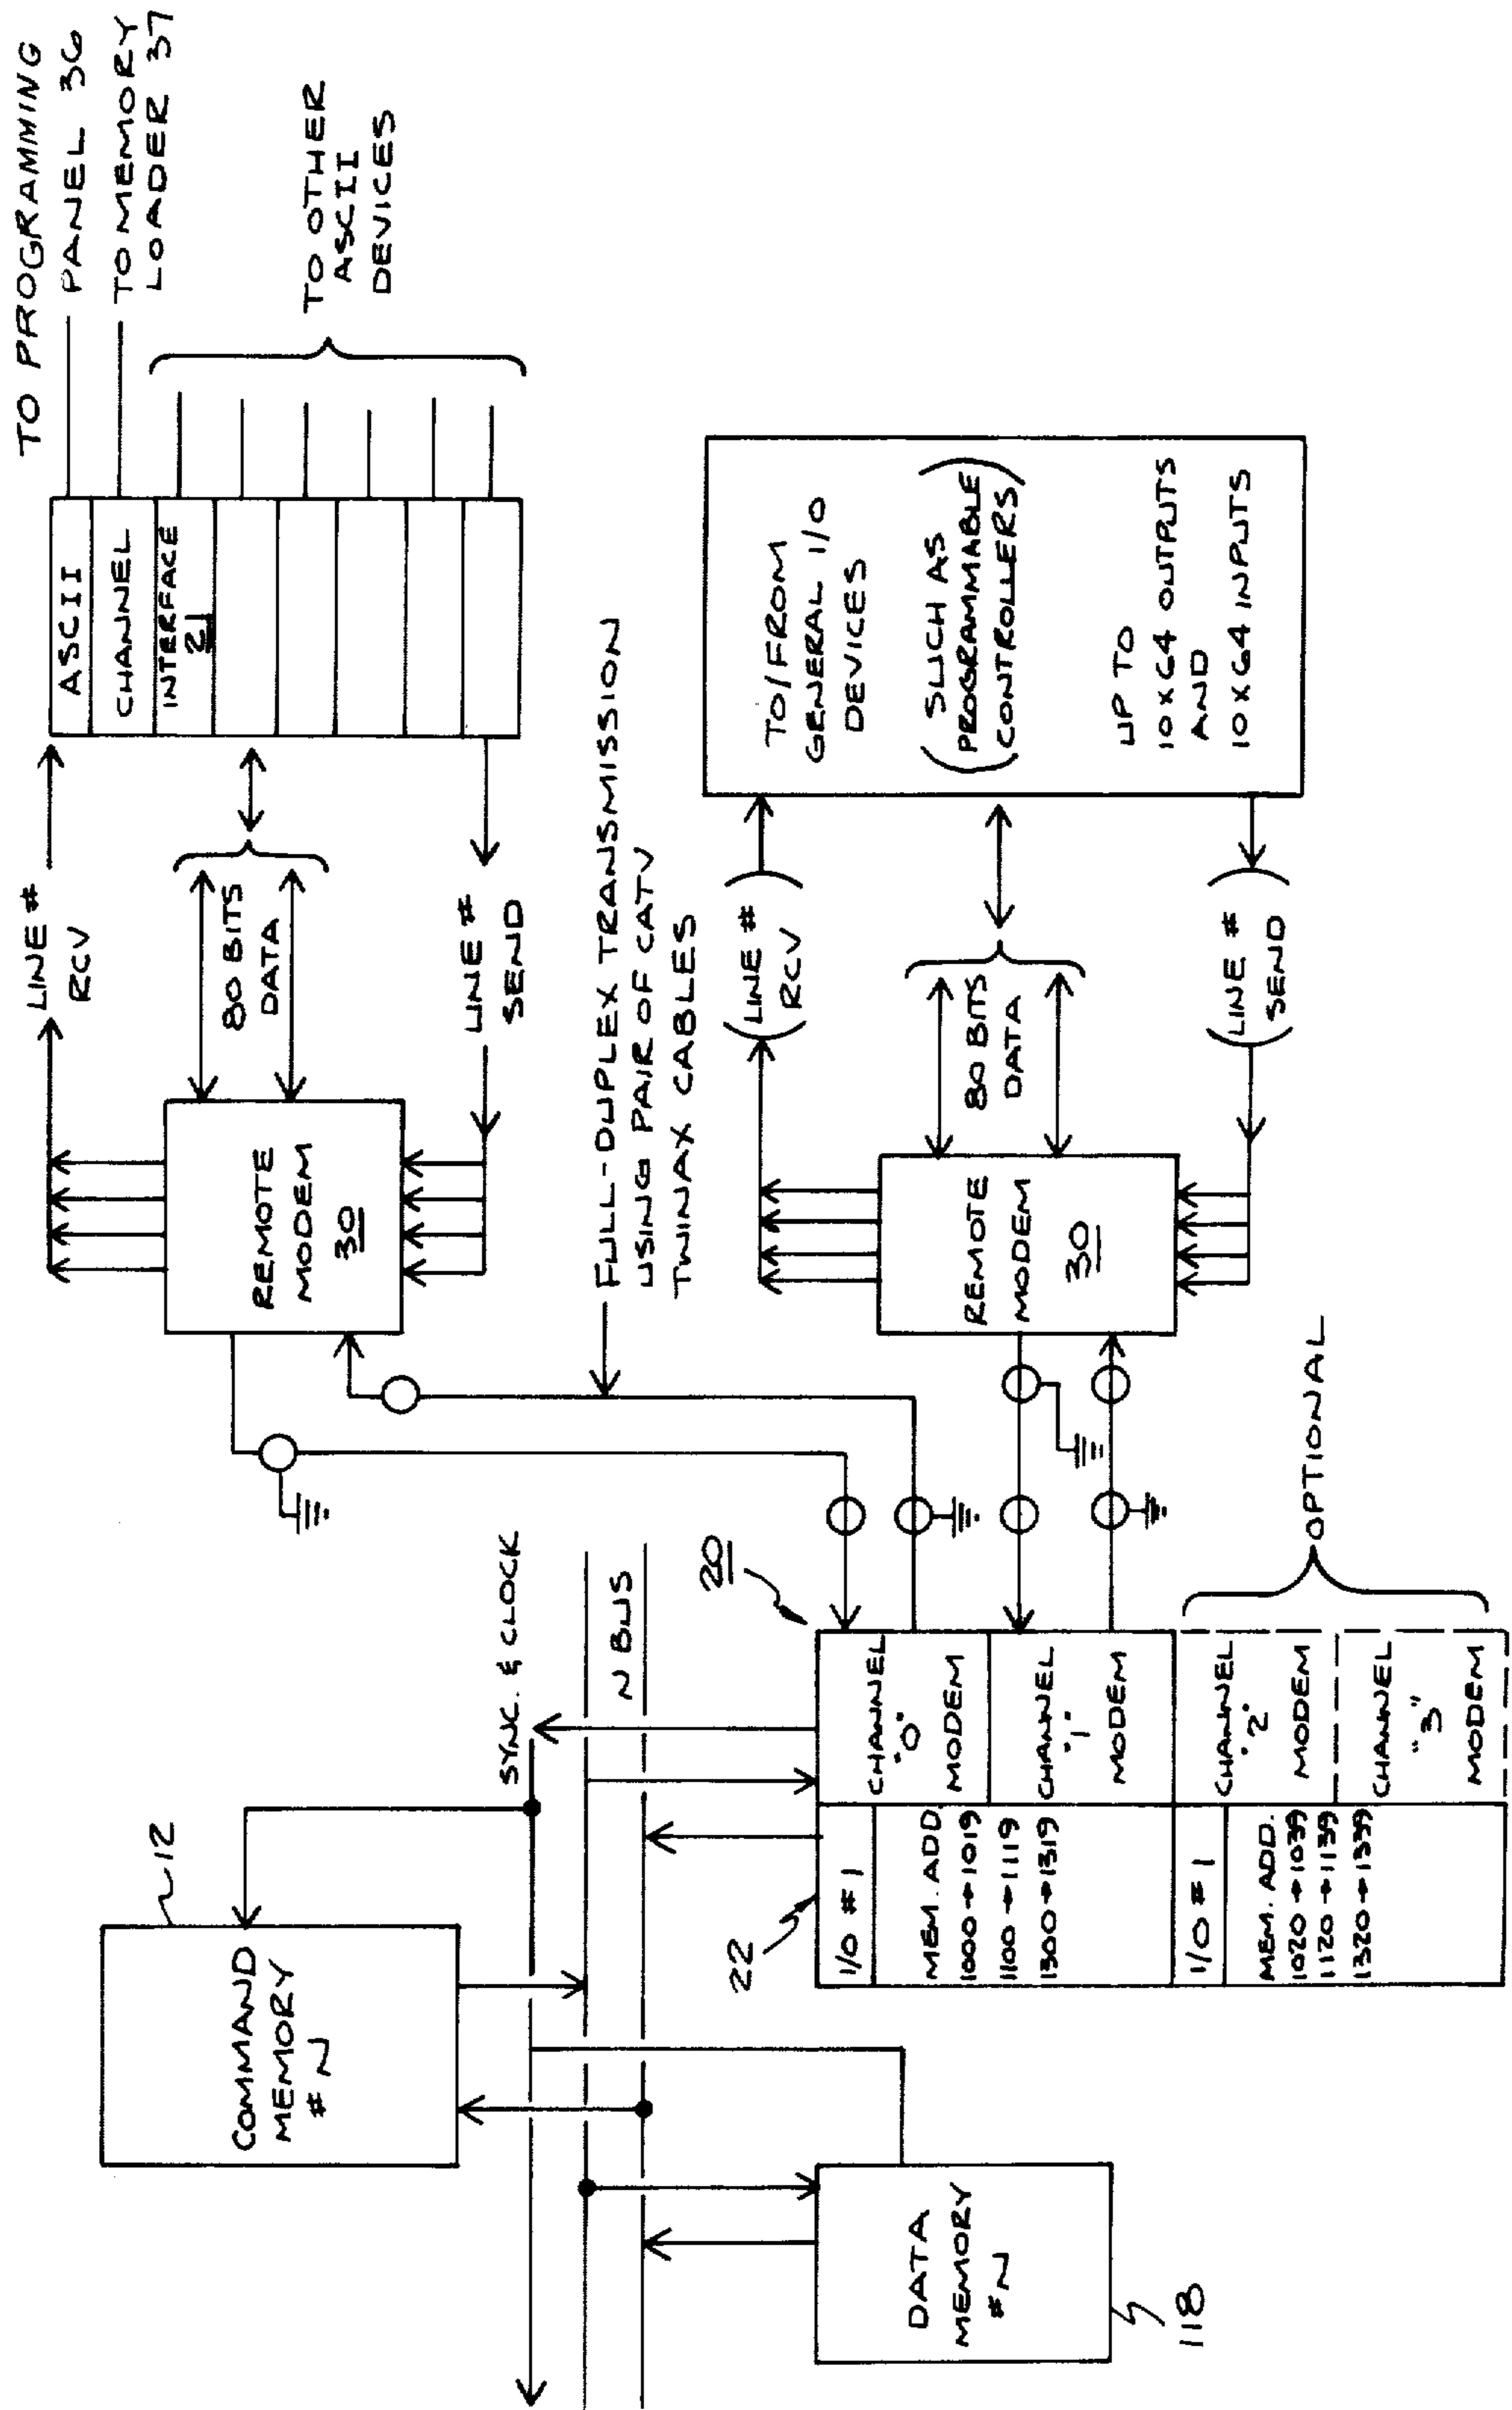 TO PROGRAMING
PANEL 36
TO MEMORY
LOADER 37
TO OTHER
ASCII
DEVICES
ASCII
CHANNEL
INTERFACE
21
LINE #
RCV
80 BITS
DATA
LINE #
SEND
REMOTE
MODEM
30
FULL-DUPLEX TRANSMISSION
USING PAIR OF CATV
TWINAX CABLES
TO/FROM
GENERAL I/O
DEVICES
(SUCH AS
PROGRAMMABLE
CONTROLLERS)
UP TO
10×64 OUTPUTS
AND
10×64 INPUTS
(LINE #
RCV)
80 BITS
DATA
(LINE #
SEND)
REMOTE
MODEM
30
SYNC. & CLOCK
N BUS
20
CHANNEL
"0"
MODEM
CHANNEL
"1"
MODEM
CHANNEL
"2"
MODEM
CHANNEL
"3"
MODEM
OPTIONAL
22
I/O #1
MEM. ADD.
1000→1019
1100→1119
1300→1319
I/O #1
MEM. ADD.
1020→1039
1120→1139
1320→1339
12
COMMAND
MEMORY
#N
DATA
MEMORY
#N
118